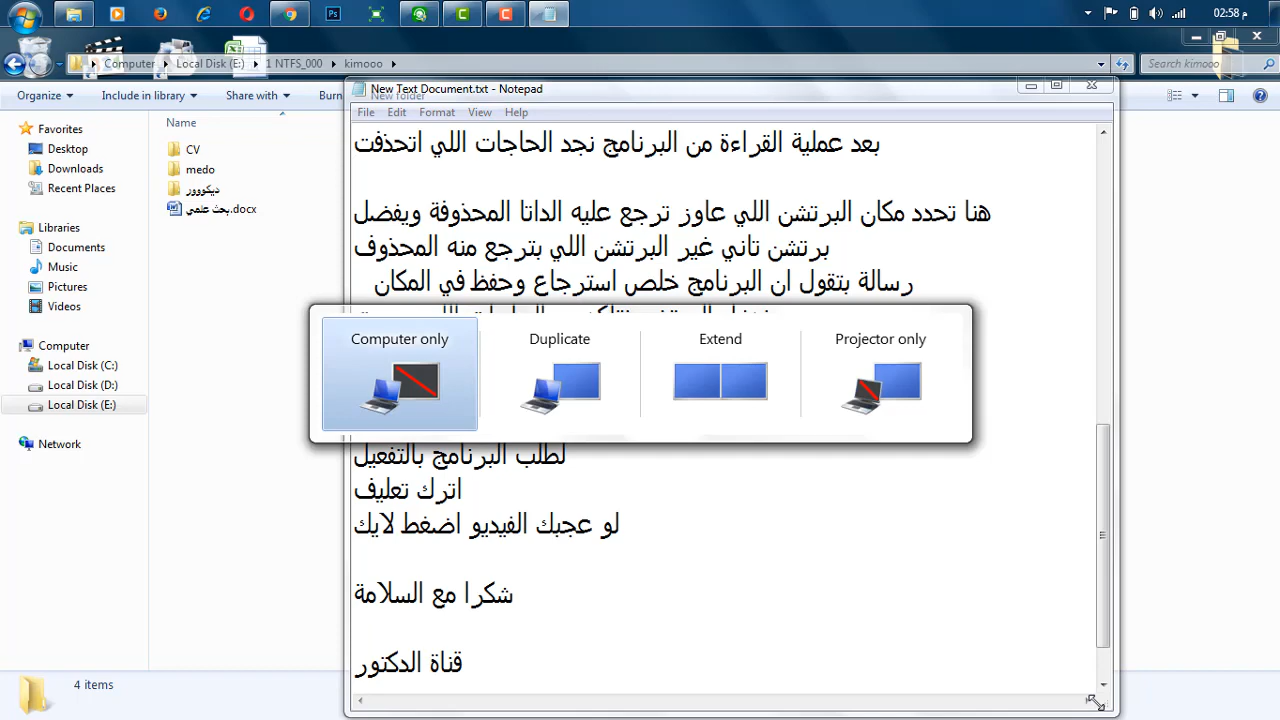 02:58 م
Computer
Local Disk (E:)
1 NTFS_000
kimooo
Search kimooo
Organize
Include in library
Share with
Burn
New folder
Favorites
Desktop
Downloads
Recent Places
Libraries
Documents
Music
Pictures
Videos
Computer
Local Disk (C:)
Local Disk (D:)
Local Disk (E:)
Network
Name
CV
medo
ديكووور
بحث علمي.docx
4 items
New Text Document.txt - Notepad
File Edit Format View Help
بعد عملية القراءة من البرنامج نجد الحاجات اللي اتحذفت
هنا تحدد مكان البرتشن اللي عاوز ترجع عليه الداتا المحذوفة ويفضل
برتشن تاني غير البرتشن اللي بترجع منه المحذوف
رسالة بتقول ان البرنامج خلص استرجاع وحفظ في المكان
Computer only
Duplicate
Extend
Projector only
لطلب البرنامج بالتفعيل
اترك تعليف
لو عجبك الفيديو اضغط لايك
شكرا مع السلامة
قناة الدكتور